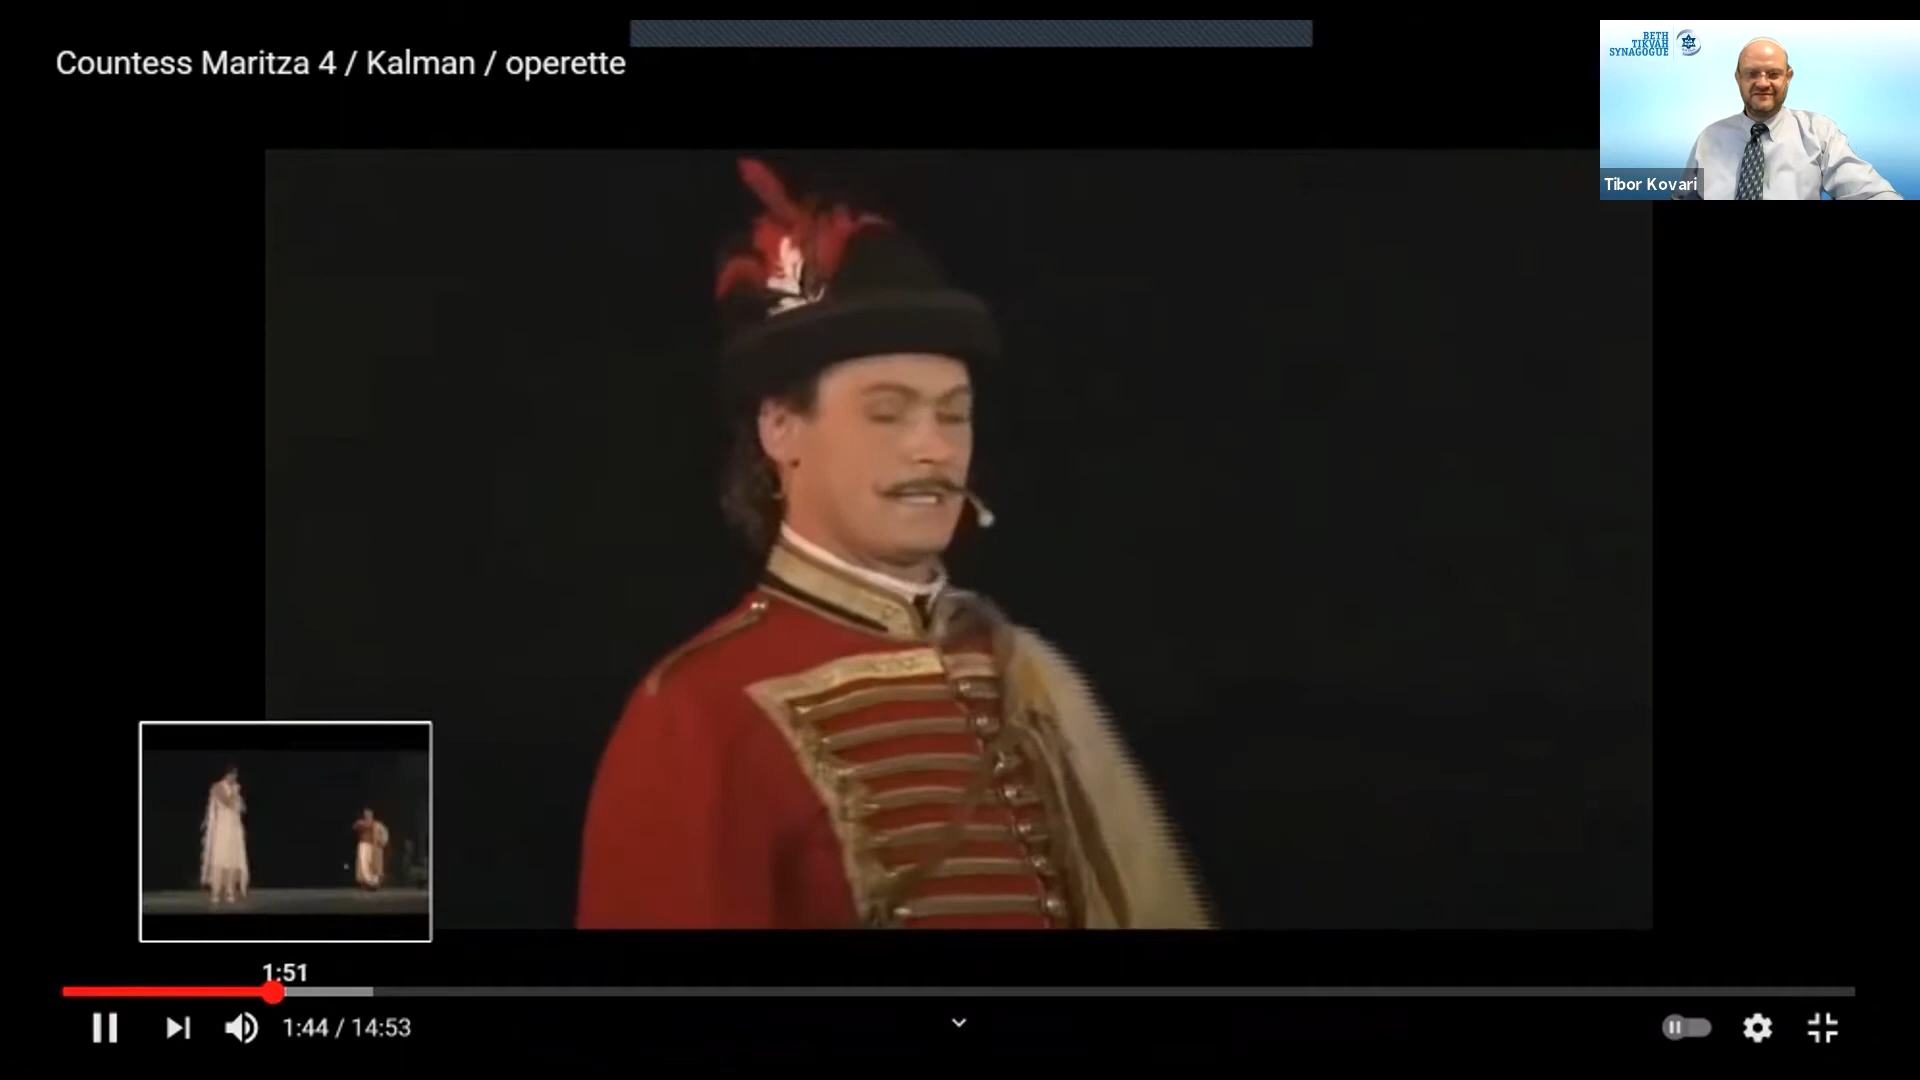 Countess Maritza 4 / Kalman / operette
BETH
TIKVAH
SYNAGOGUE
Tibor Kovari
1:51
1:44 / 14:53